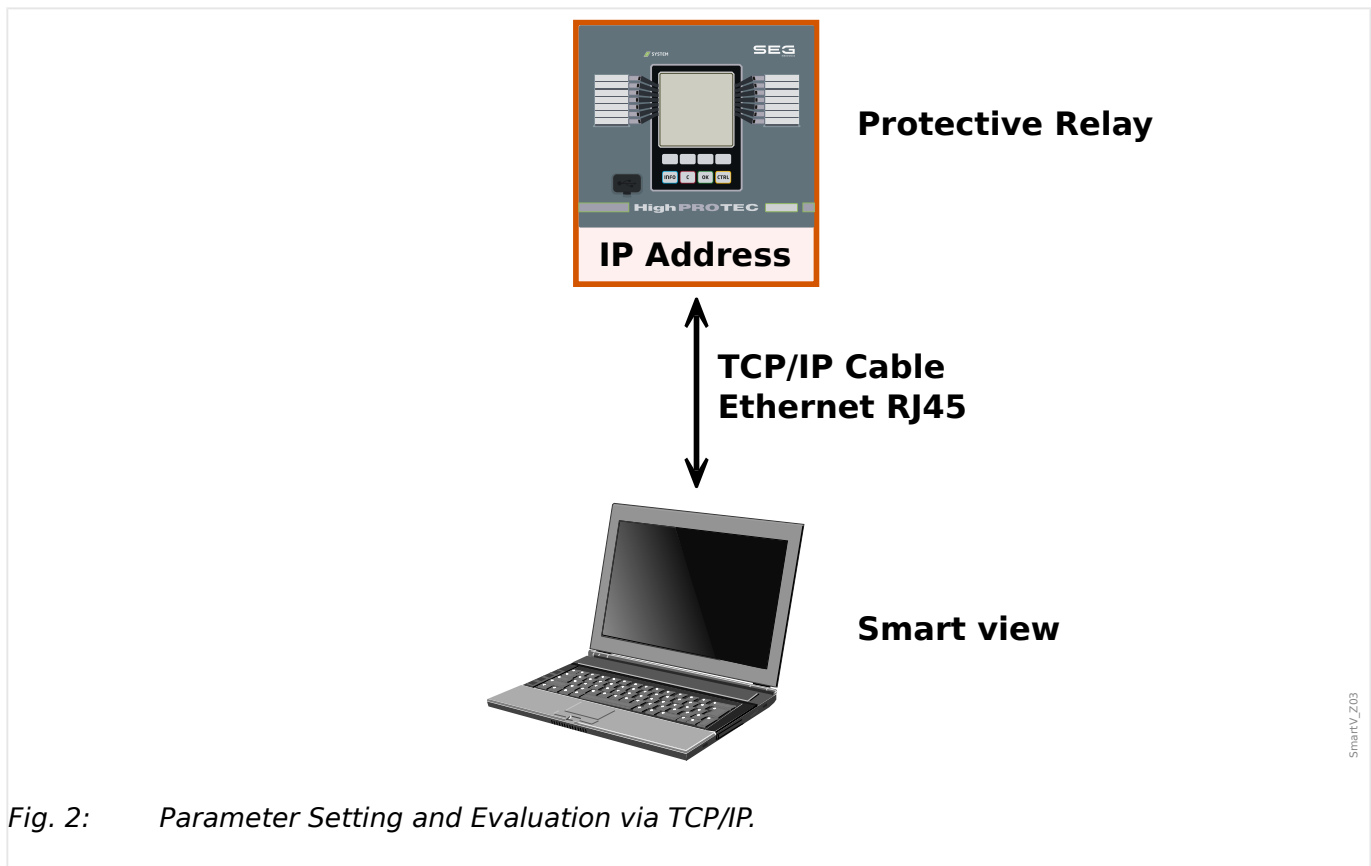 SYSTEM
SEG
Protective Relay
INFO C OK CTRL
HighPROTEC
IP Address
TCP/IP Cable
Ethernet RJ45
Smart view
SmartV_Z03
Fig. 2: Parameter Setting and Evaluation via TCP/IP.